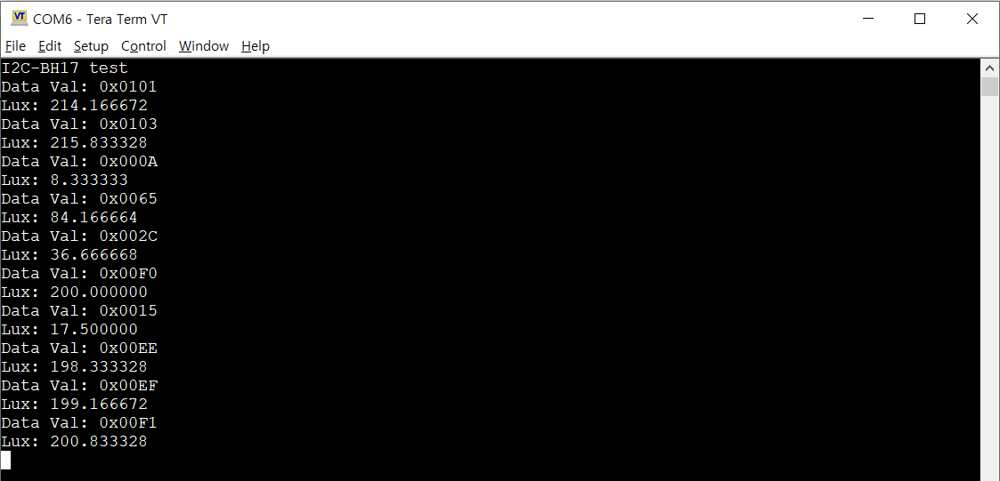 VT COM6 - Tera Term VT
File Edit Setup Control Window Help
I2C-BH17 test
Data Val: 0x0101
Lux: 214.166672
Data Val: 0x0103
Lux: 215.833328
Data Val: 0x000A
Lux: 8.333333
Data Val: 0x0065
Lux: 84.166664
Data Val: 0x002C
Lux: 36.666668
Data Val: 0x00F0
Lux: 200.000000
Data Val: 0x0015
Lux: 17.500000
Data Val: 0x00EE
Lux: 198.333328
Data Val: 0x00EF
Lux: 199.166672
Data Val: 0x00F1
Lux: 200.833328